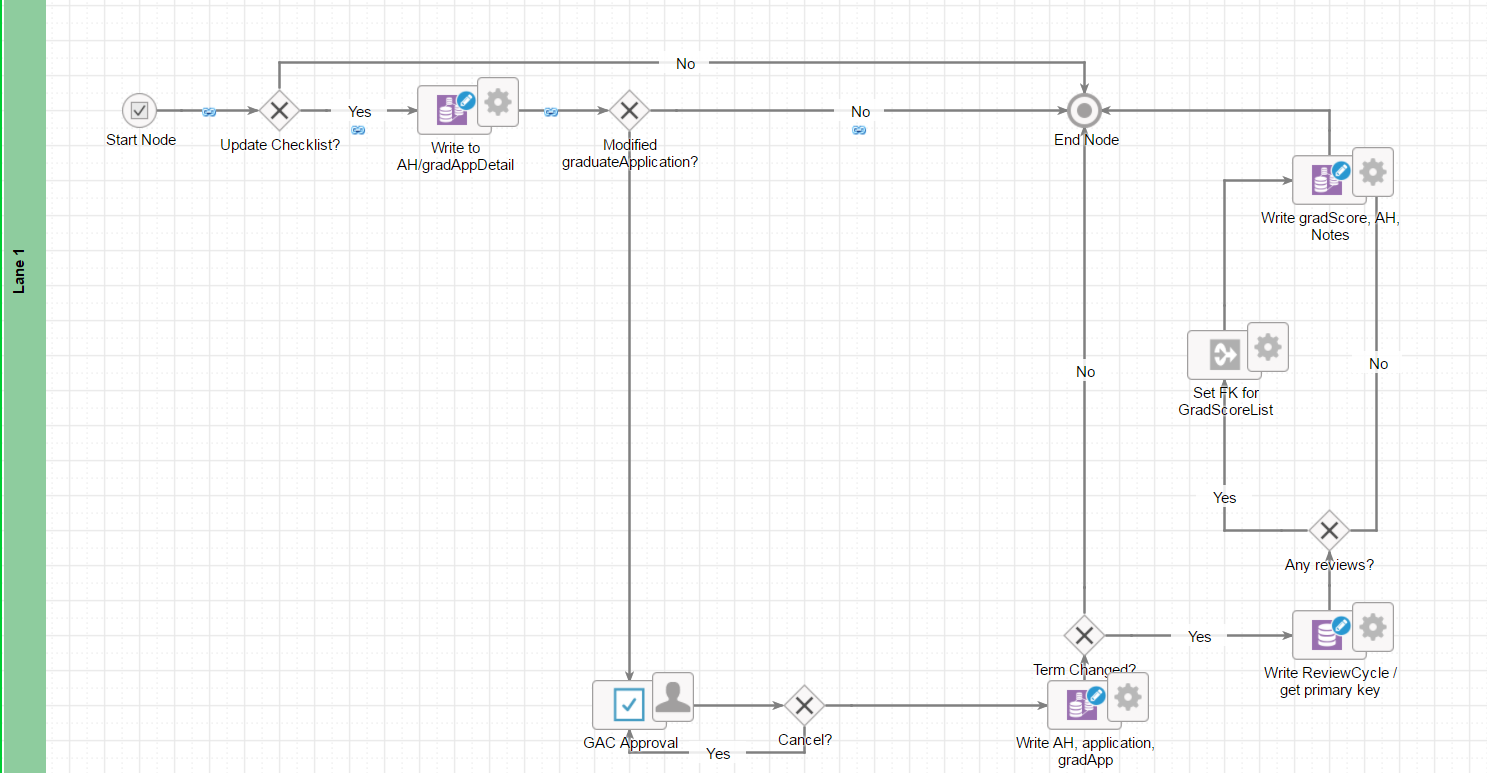 Lane 1
No
Start Node
Update Checklist?
Yes
Write to
AH/gradAppDetail
Modified
graduateApplication?
No
End Node
Write gradScore, AH,
Notes
No
No
Set FK for
GradScoreList
Yes
Any reviews?
Term Changed?
Yes
Write ReviewCycle /
get primary key
GAC Approval
Yes
Cancel?
Write AH, application,
gradApp